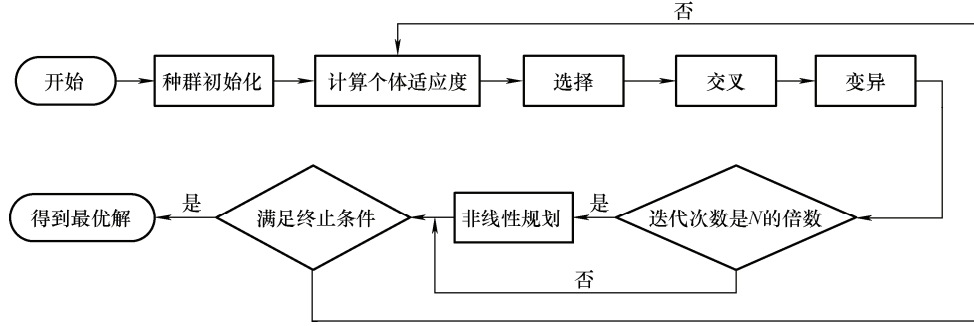 否
开始
种群初始化
计算个体适应度
选择
交叉
变异
得到最优解
是
满足终止条件
非线性规划
是
迭代次数是N的倍数
否